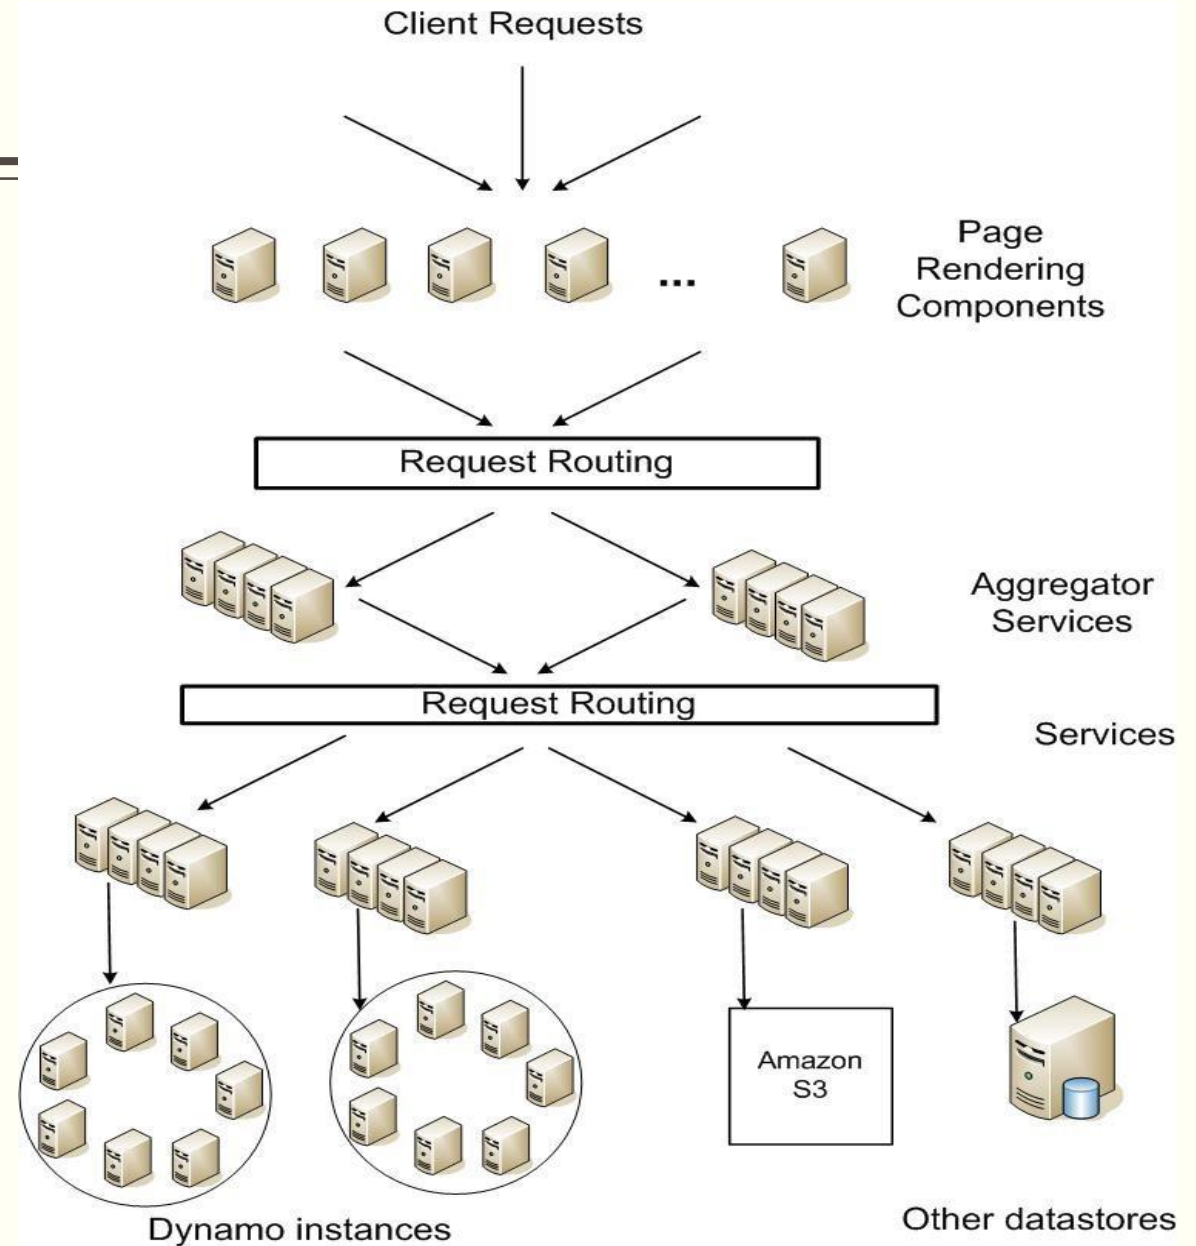 Client Requests
Page
Rendering
Components
...
Request Routing
Aggregator
Services
Request Routing
Services
Amazon
S3
Dynamo instances
Other datastores